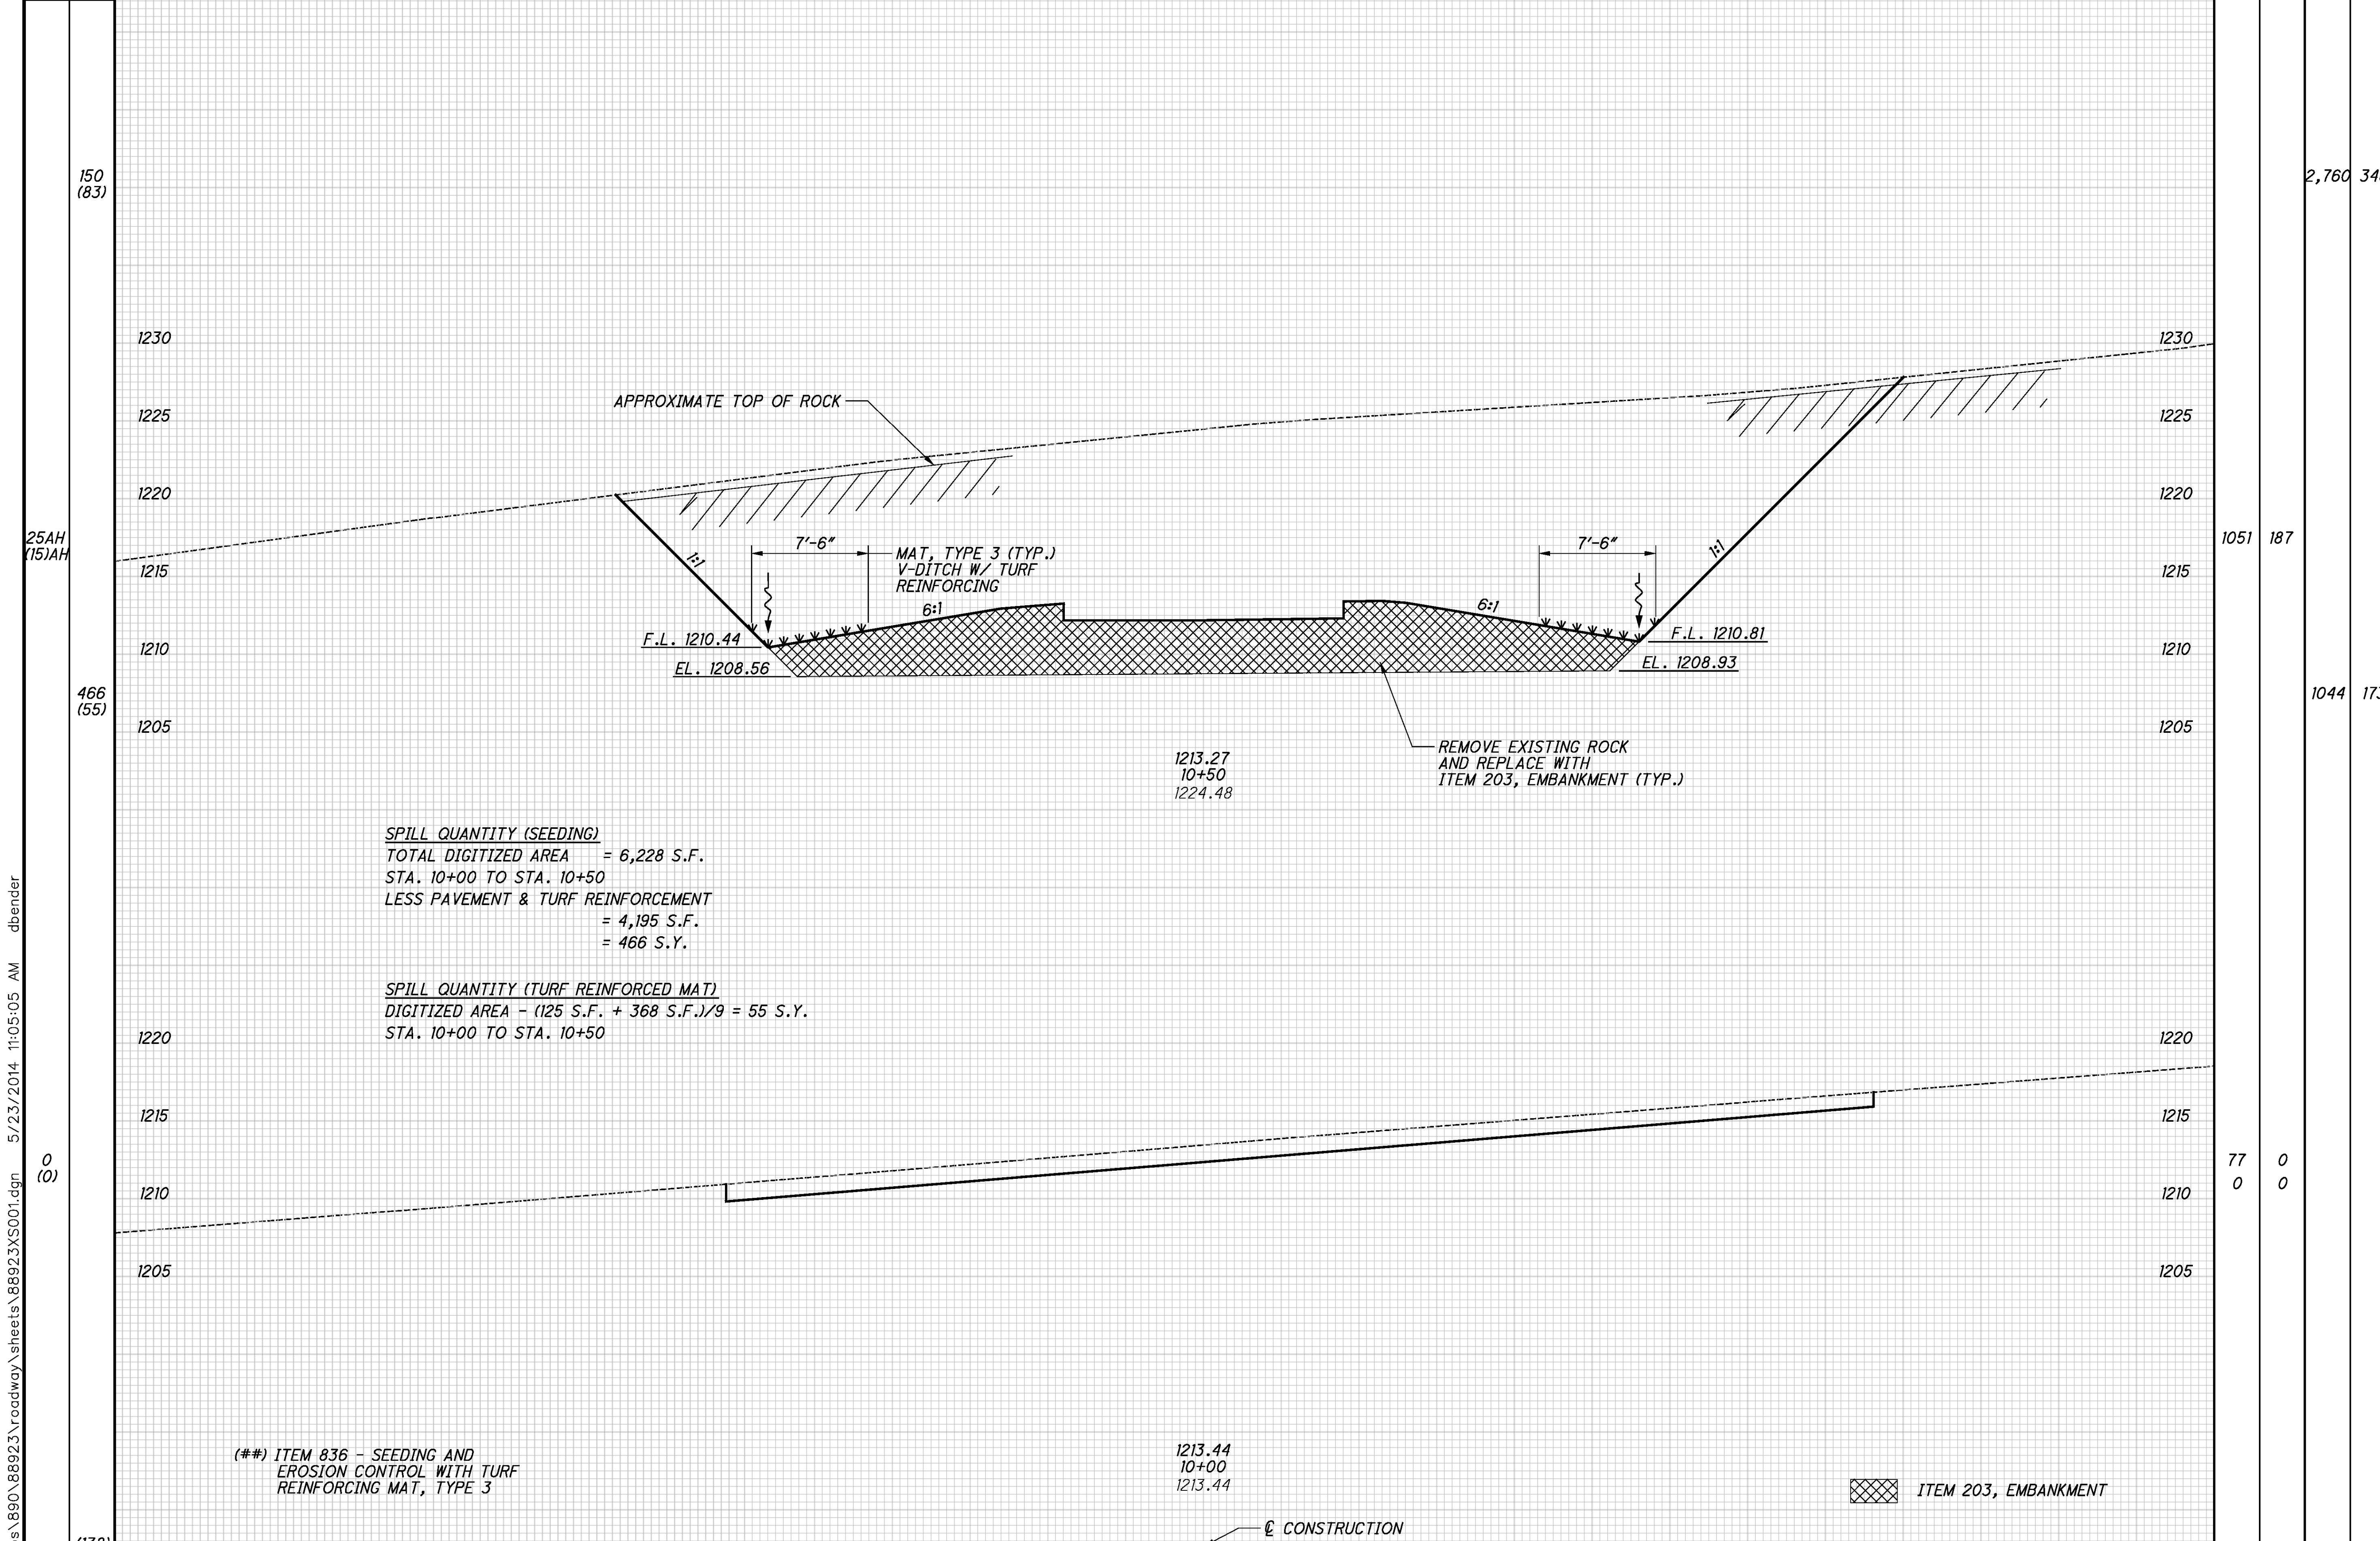 150
(83)
2,760
1230
1230
APPROXIMATE TOP OF ROCK
1225
1225
1220
1220
25AH
(15)AH
1051 187
7'-6"
MAT, TYPE 3 (TYP.)
V-DITCH W/ TURF
REINFORCING
7'-6"
1:1
1:1
1215
1215
6:1
6:1
F.L. 1210.44
F.L. 1210.81
1210
1210
EL. 1208.56
EL. 1208.93
466
(55)
1044
1205
1205
REMOVE EXISTING ROCK
AND REPLACE WITH
ITEM 203, EMBANKMENT (TYP.)
1213.27
10+50
1224.48
SPILL QUANTITY (SEEDING)
TOTAL DIGITIZED AREA = 6,228 S.F.
STA. 10+00 TO STA. 10+50
LESS PAVEMENT & TURF REINFORCEMENT
= 4,195 S.F.
= 466 S.Y.
SPILL QUANTITY (TURF REINFORCED MAT)
DIGITIZED AREA - (125 S.F. + 368 S.F.)/9 = 55 S.Y.
STA. 10+00 TO STA. 10+50
1220
1220
1215
1215
0
(0)
77 0
0 0
1210
1210
1205
1205
(##) ITEM 836 - SEEDING AND
EROSION CONTROL WITH TURF
REINFORCING MAT, TYPE 3
1213.44
10+00
1213.44
ITEM 203, EMBANKMENT
℄ CONSTRUCTION
s\890\88923\roadway\sheets\88923XS001.dgn 5/23/2014 11:05:05 AM dbender